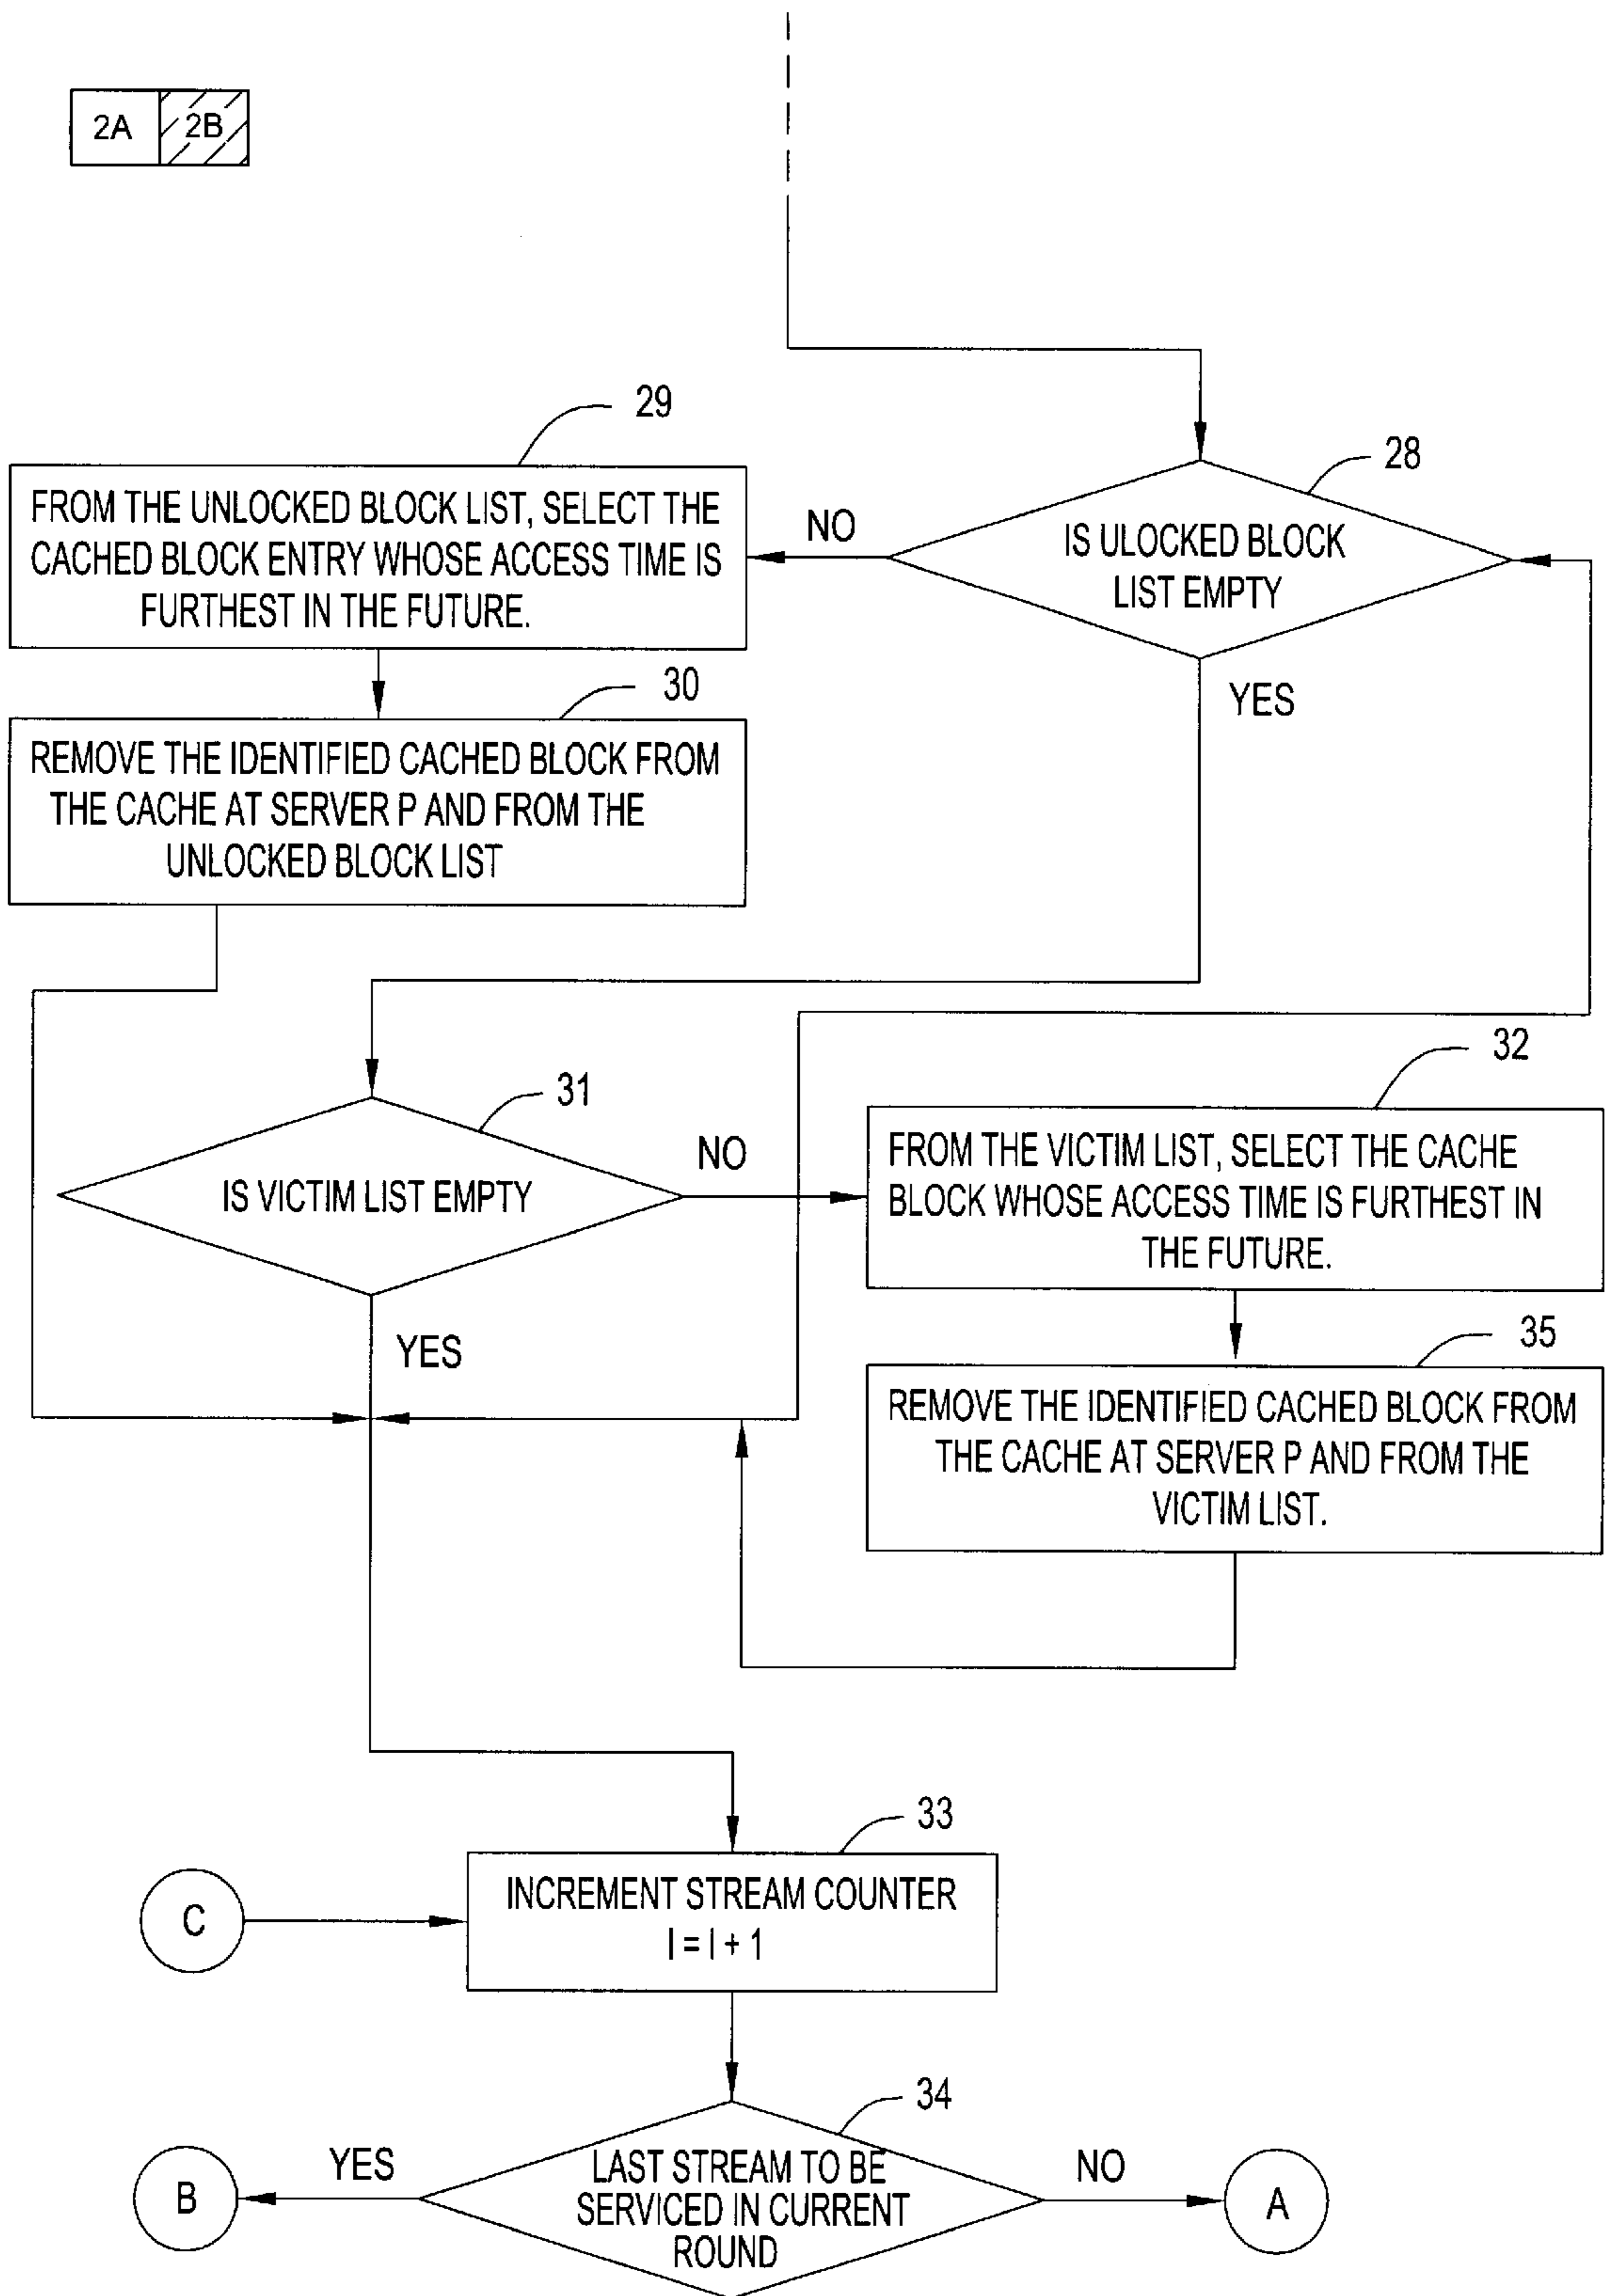 2A 2B
29
28
FROM THE UNLOCKED BLOCK LIST, SELECT THE
CACHED BLOCK ENTRY WHOSE ACCESS TIME IS
FURTHEST IN THE FUTURE.
NO
IS ULOCKED BLOCK
LIST EMPTY
30
YES
REMOVE THE IDENTIFIED CACHED BLOCK FROM
THE CACHE AT SERVER P AND FROM THE
UNLOCKED BLOCK LIST
32
31
NO
IS VICTIM LIST EMPTY
FROM THE VICTIM LIST, SELECT THE CACHE
BLOCK WHOSE ACCESS TIME IS FURTHEST IN
THE FUTURE.
YES
35
REMOVE THE IDENTIFIED CACHED BLOCK FROM
THE CACHE AT SERVER P AND FROM THE
VICTIM LIST.
33
C
INCREMENT STREAM COUNTER
I = I + 1
34
YES
B
LAST STREAM TO BE
SERVICED IN CURRENT
ROUND
NO
A